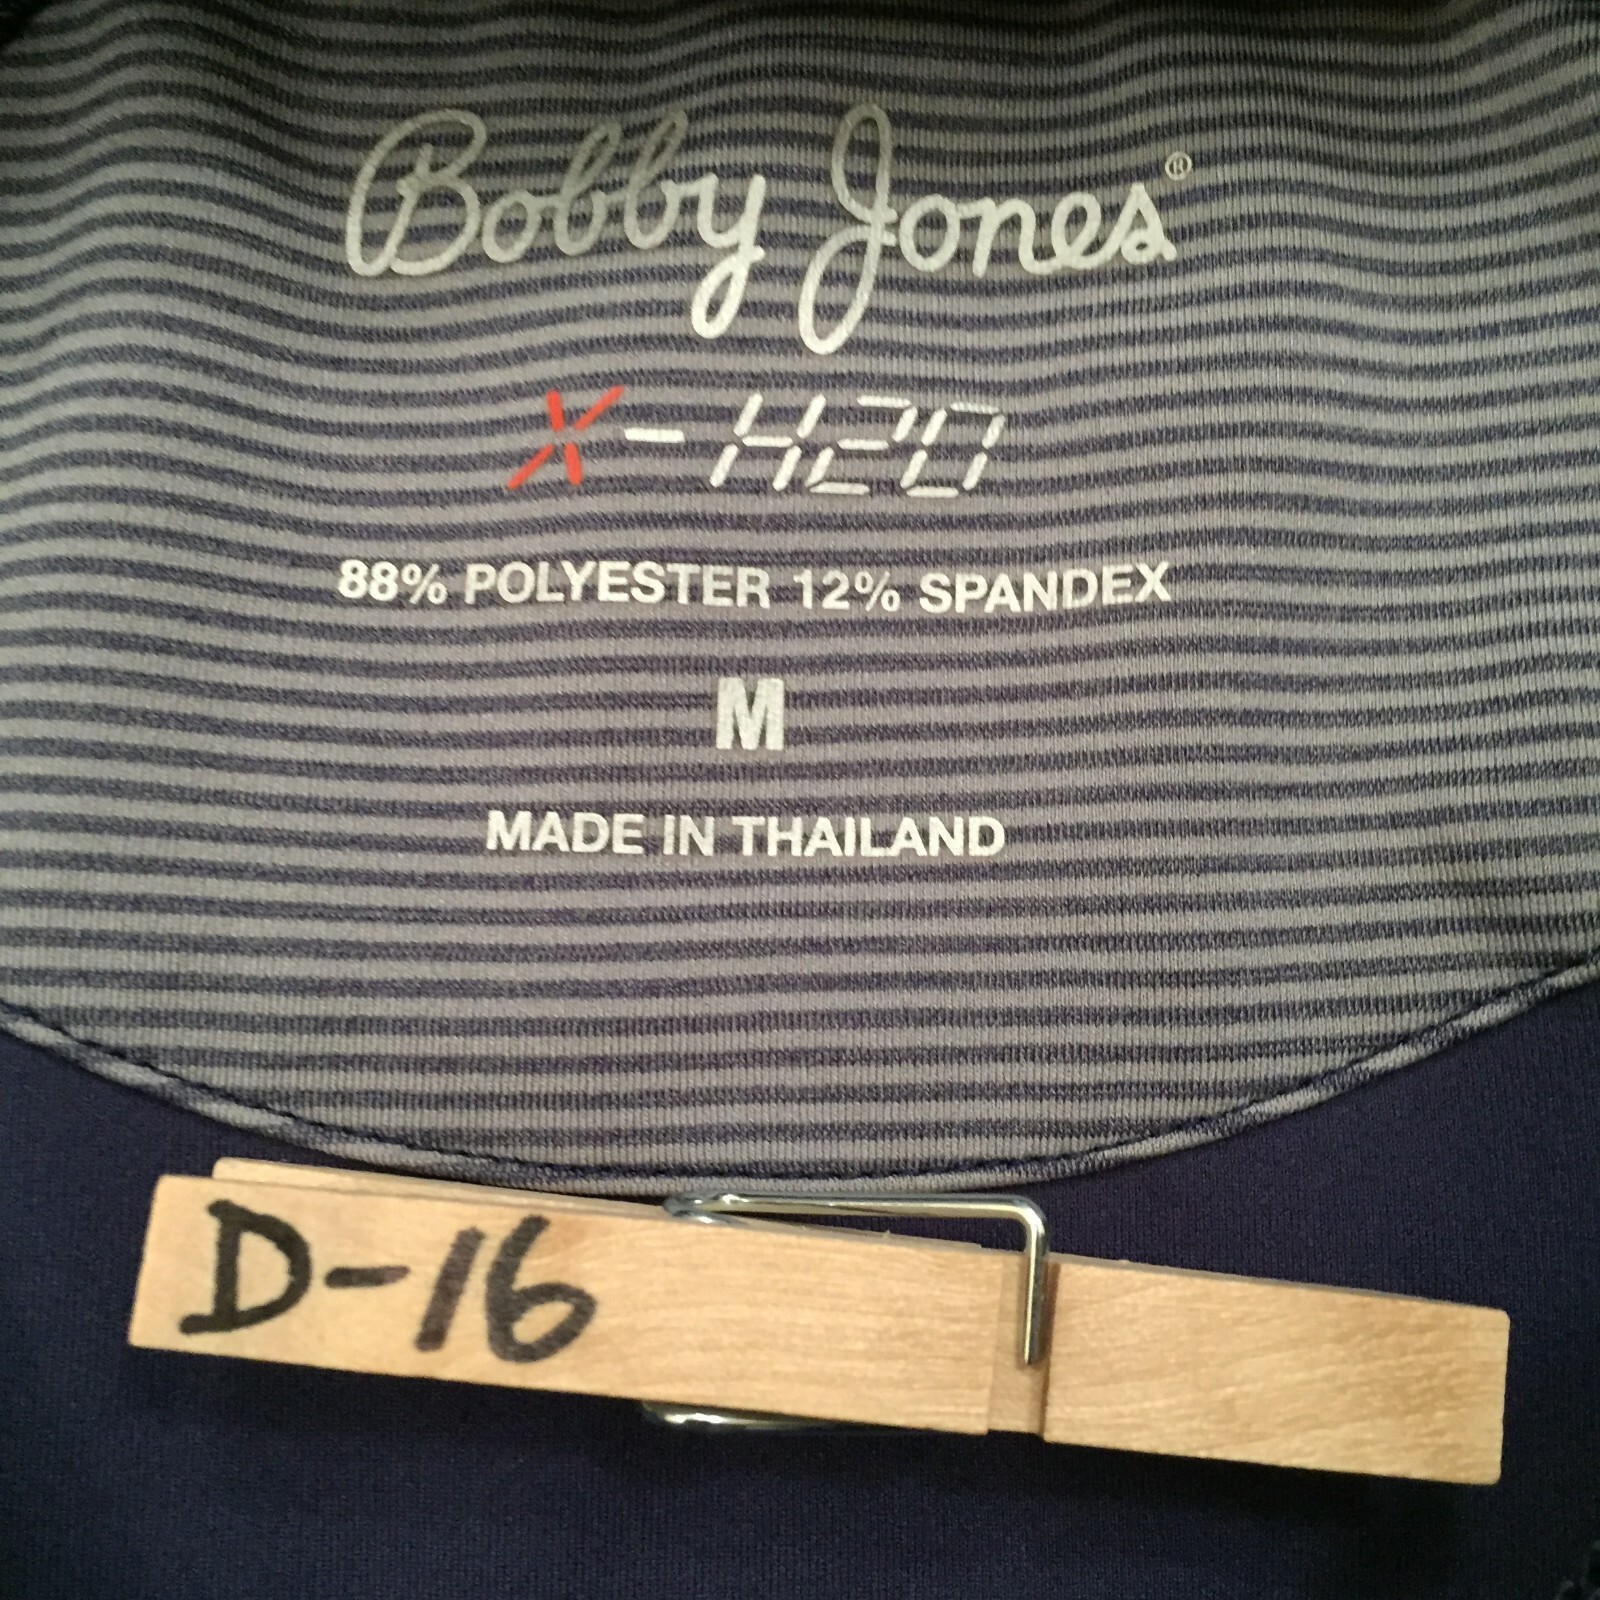 Bobby Jones®
X-H2O
88% POLYESTER 12% SPANDEX
M
MADE IN THAILAND
D-16